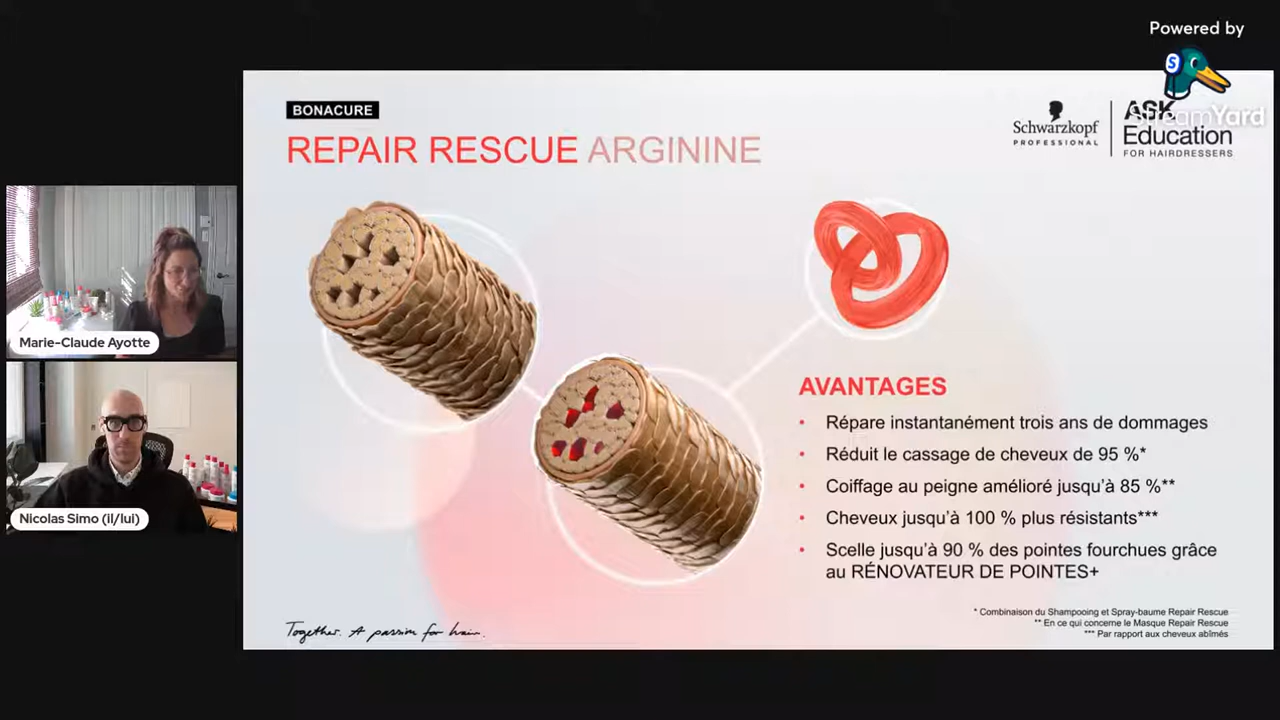 Powered by
StreamYard
BONACURE
REPAIR RESCUE ARGININE
Schwarzkopf
PROFESSIONAL
ASK
Education
FOR HAIRDRESSERS
Marie-Claude Ayotte
Nicolas Simo (il/lui)
AVANTAGES
• Répare instantanément trois ans de dommages
• Réduit le cassage de cheveux de 95 %*
• Coiffage au peigne amélioré jusqu'à 85 %**
• Cheveux jusqu'à 100 % plus résistants***
• Scelle jusqu'à 90 % des pointes fourchues grâce
au RÉNOVATEUR DE POINTES+
* Combinaison du Shampooing et Spray-baume Repair Rescue
** En ce qui concerne le Masque Repair Rescue
*** Par rapport aux cheveux abîmés
Together. A passion for hair.